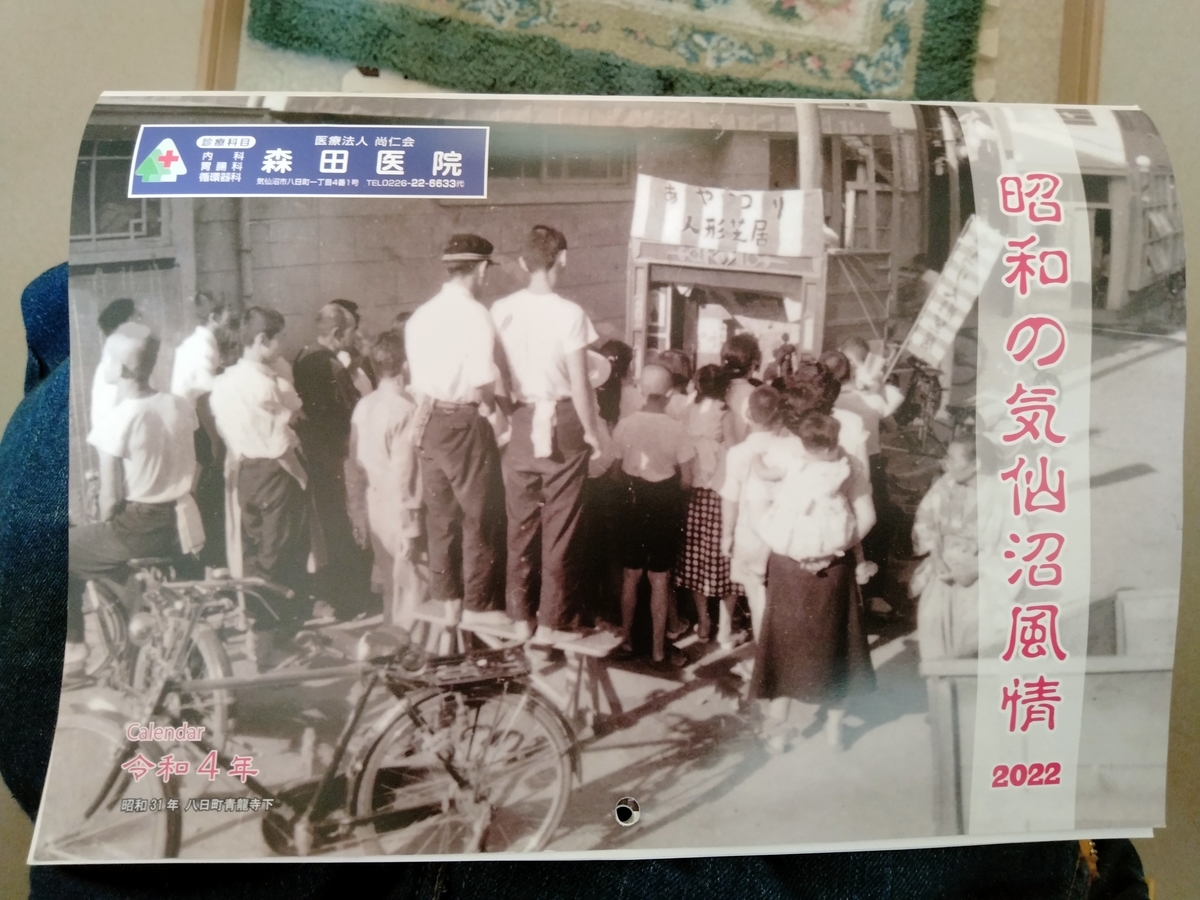 診療科目
内科
胃腸科
循環器科
医療法人 尚仁会
森田医院
気仙沼市八日町一丁目4番1号 TEL0226-22-6633代
あやつり
人形芝居
昭和の気仙沼風情
2022
Calendar
令和4年
昭和31年 八日町青龍寺下